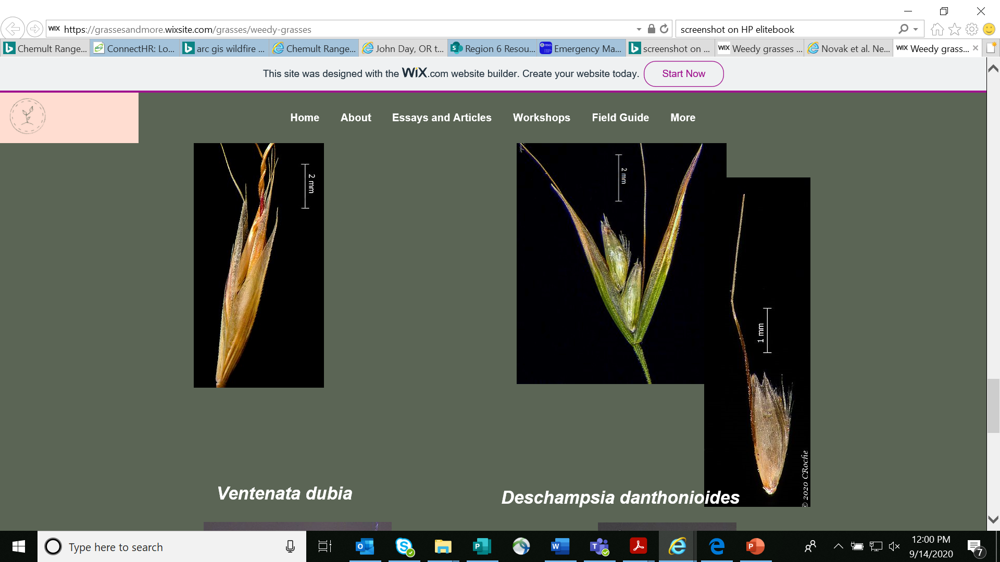 https://grassesandmore.wixsite.com/grasses/weedy-grasses
screenshot on HP elitebook
Chemult Range...
ConnectHR: Lo...
arc gis wildfire ...
Chemult Range...
John Day, OR t...
Region 6 Resou...
Emergency Ma...
screenshot on ...
WiX Weedy grasses ...
Novak et al. Ne...
WiX Weedy grass...
This site was designed with the WiX.com website builder. Create your website today.
Start Now
Home
About
Essays and Articles
Workshops
Field Guide
More
2 mm
2 mm
1 mm
© 2020 CRoche
Ventenata dubia
Deschampsia danthonioides
Type here to search
12:00 PM
9/14/2020
7